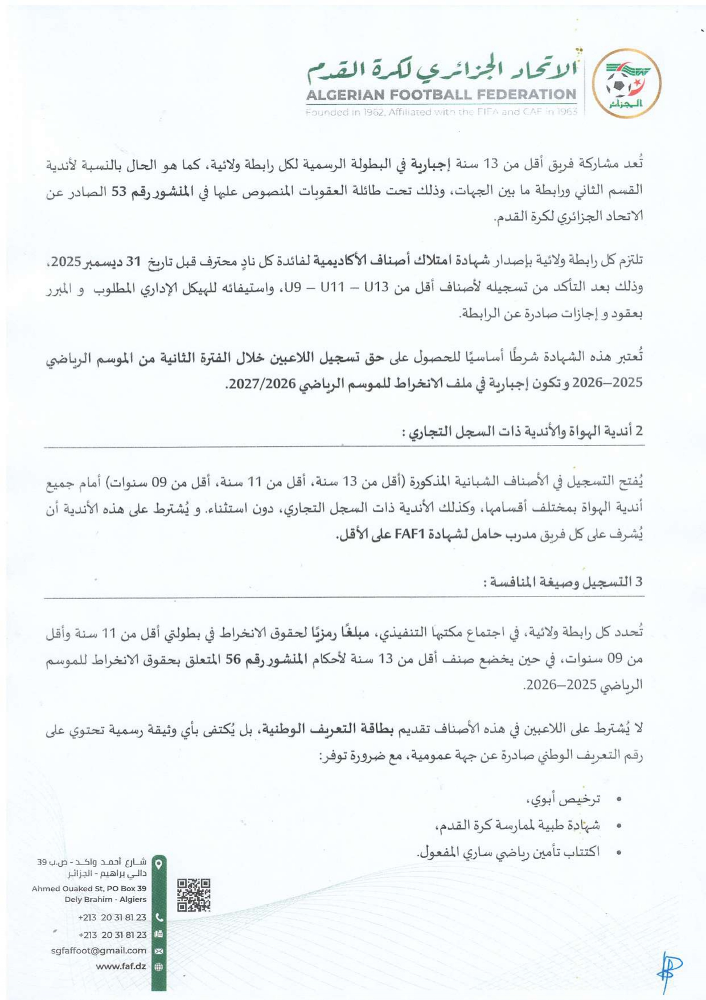 الاتحاد الجزائري لكرة القدم
ALGERIAN FOOTBALL FEDERATION
Founded in 1962, Affiliated with the FIFA and CAF in 1963
الجزائر
تُعد مشاركة فريق أقل من 13 سنة إجبارية في البطولة الرسمية لكل رابطة ولائية، كما هو الحال بالنسبة لأندية
القسم الثاني ورابطة ما بين الجهات، وذلك تحت طائلة العقوبات المنصوص عليها في المنشور رقم 53 الصادر عن
الاتحاد الجزائري لكرة القدم.
تلتزم كل رابطة ولائية بإصدار شهادة امتلاك أصناف الأكاديمية لفائدة كل نادٍ محترف قبل تاريخ 31 ديسمبر 2025،
وذلك بعد التأكد من تسجيله لأصناف أقل من U9 – U11 – U13، واستيفائه للهيكل الإداري المطلوب و المبرر
بعقود و إجازات صادرة عن الرابطة.
تُعتبر هذه الشهادة شرطًا أساسيًا للحصول على حق تسجيل اللاعبين خلال الفترة الثانية من الموسم الرياضي
2025–2026 و تكون إجبارية في ملف الانخراط للموسم الرياضي 2027/2026.
2 أندية الهواة والأندية ذات السجل التجاري :
يُفتح التسجيل في الأصناف الشبانية المذكورة (أقل من 13 سنة، أقل من 11 سنة، أقل من 09 سنوات) أمام جميع
أندية الهواة بمختلف أقسامها، وكذلك الأندية ذات السجل التجاري، دون استثناء. و يُشترط على هذه الأندية أن
يُشرف على كل فريق مدرب حامل لشهادة FAF1 على الأقل.
3 التسجيل وصيغة المنافسة :
تُحدد كل رابطة ولائية، في اجتماع مكتبها التنفيذي، مبلغًا رمزيًا لحقوق الانخراط في بطولتي أقل من 11 سنة وأقل
من 09 سنوات، في حين يخضع صنف أقل من 13 سنة لأحكام المنشور رقم 56 المتعلق بحقوق الانخراط للموسم
الرياضي 2025–2026.
لا يُشترط على اللاعبين في هذه الأصناف تقديم بطاقة التعريف الوطنية، بل يُكتفى بأي وثيقة رسمية تحتوي على
رقم التعريف الوطني صادرة عن جهة عمومية، مع ضرورة توفر:
• ترخيص أبوي،
• شهادة طبية لممارسة كرة القدم،
• اكتتاب تأمين رياضي ساري المفعول.
شارع أحمد واكد - ص.ب 39
دالي براهيم - الجزائر
Ahmed Ouaked St, PO Box 39
Dely Brahim - Algiers
+213 20 31 81 23
+213 20 31 81 23
sgfaffoot@gmail.com
www.faf.dz